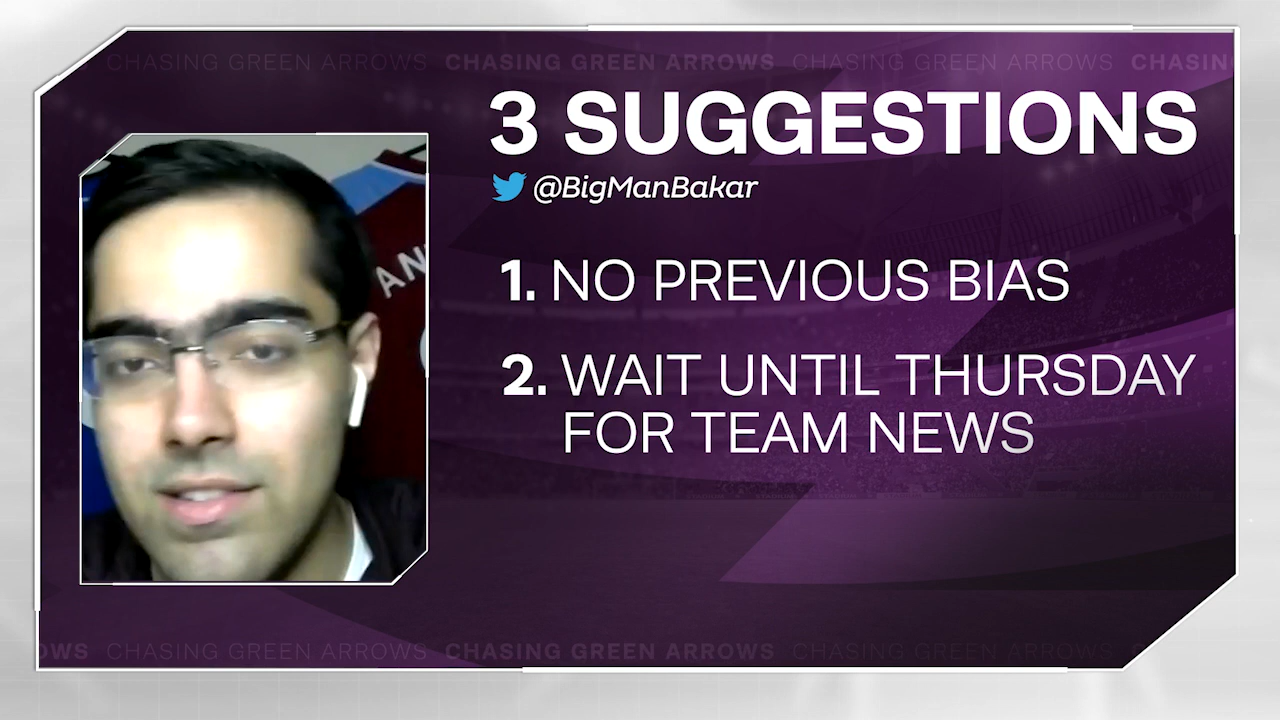 CHASING GREEN ARROWS CHASING GREEN ARROWS CHASING GREEN ARROWS CHASING
3 SUGGESTIONS
@BigManBakar
1. NO PREVIOUS BIAS
2. WAIT UNTIL THURSDAY
FOR TEAM NEWS
CHASING GREEN ARROWS CHASING GREEN ARROWS CHASING GREEN ARROWS